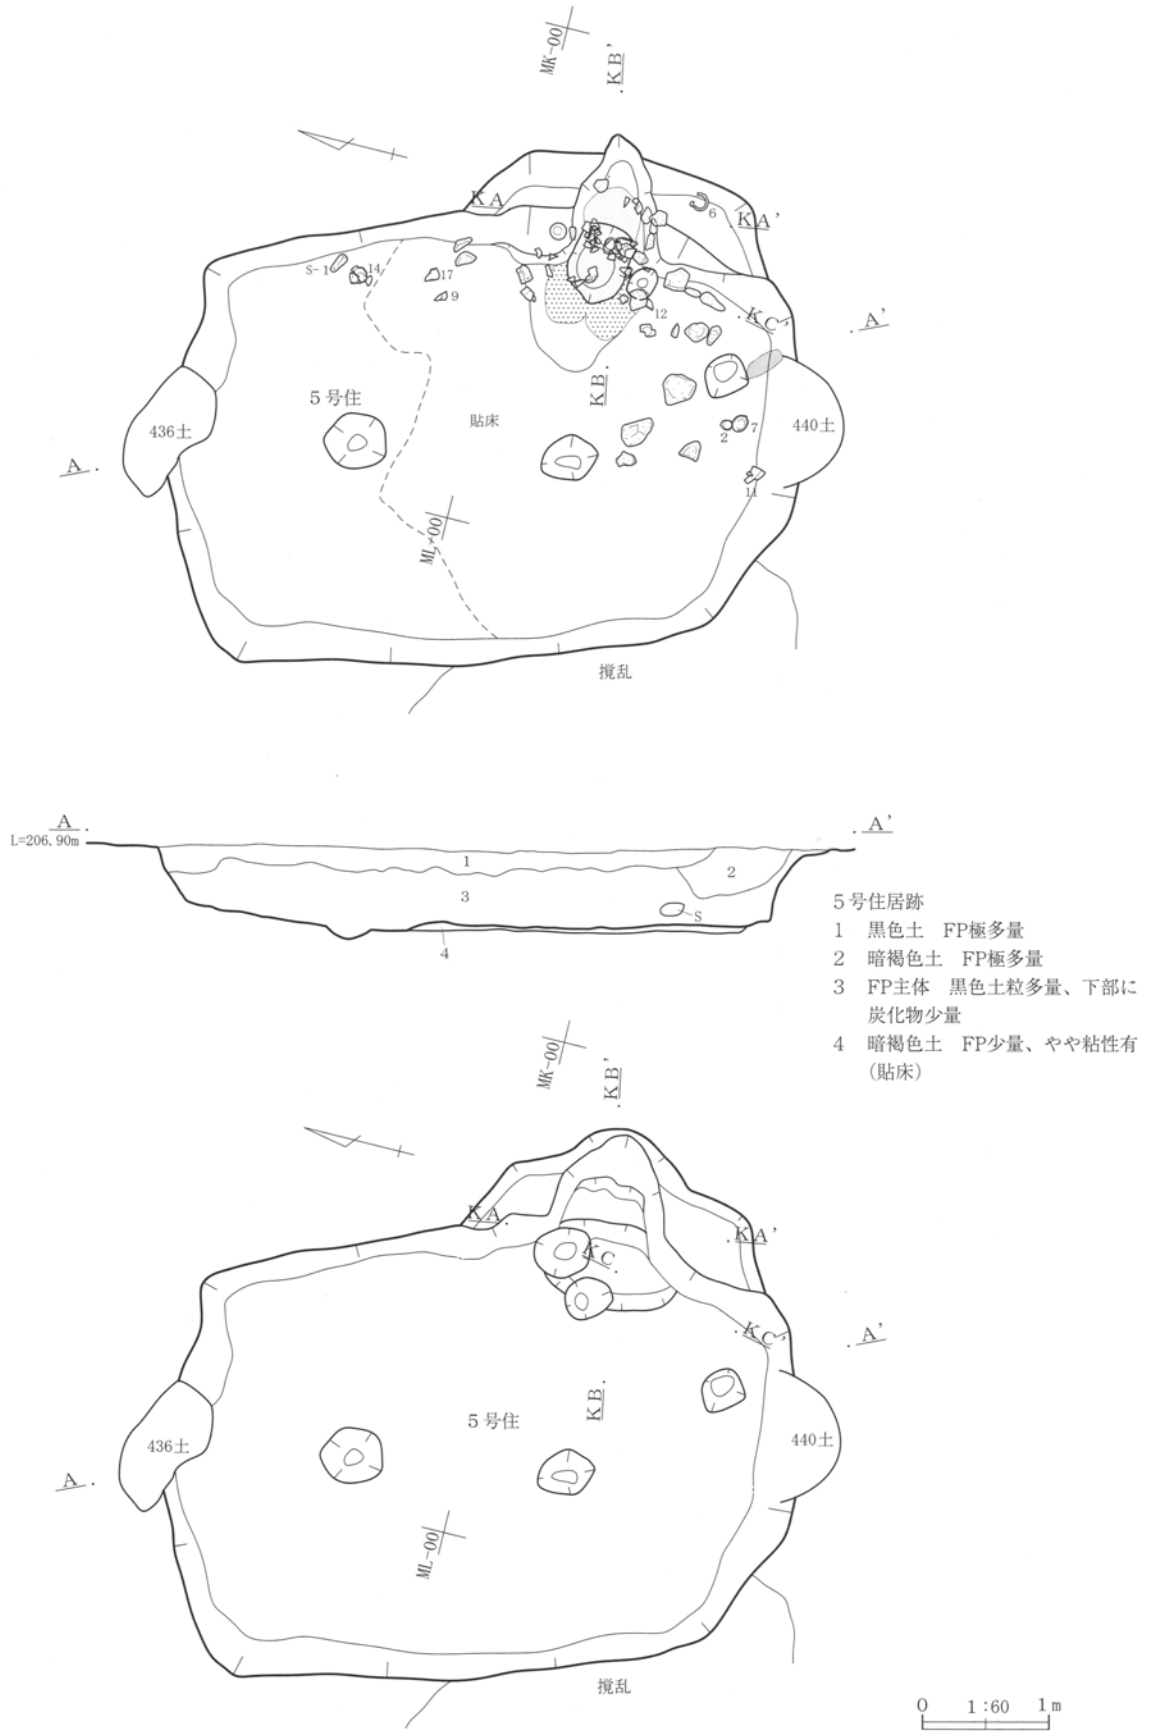 MK-00
KB'
KA
6
KA'
S-1
14
17
9
12
KC'
A'
5号住
KB
貼床
436土
2
7
440土
A
11
ML-00
撹乱
A
A'
L=206.90m
1
2
3
S
4
5号住居跡
1 黒色土 FP極多量
2 暗褐色土 FP極多量
3 FP主体 黒色土粒多量、下部に
炭化物少量
4 暗褐色土 FP少量、やや粘性有
(貼床)
MK-00
KB'
KA
KA'
KC
KC'
A'
KB
5号住
436土
440土
A
ML-00
撹乱
0 1:60 1m